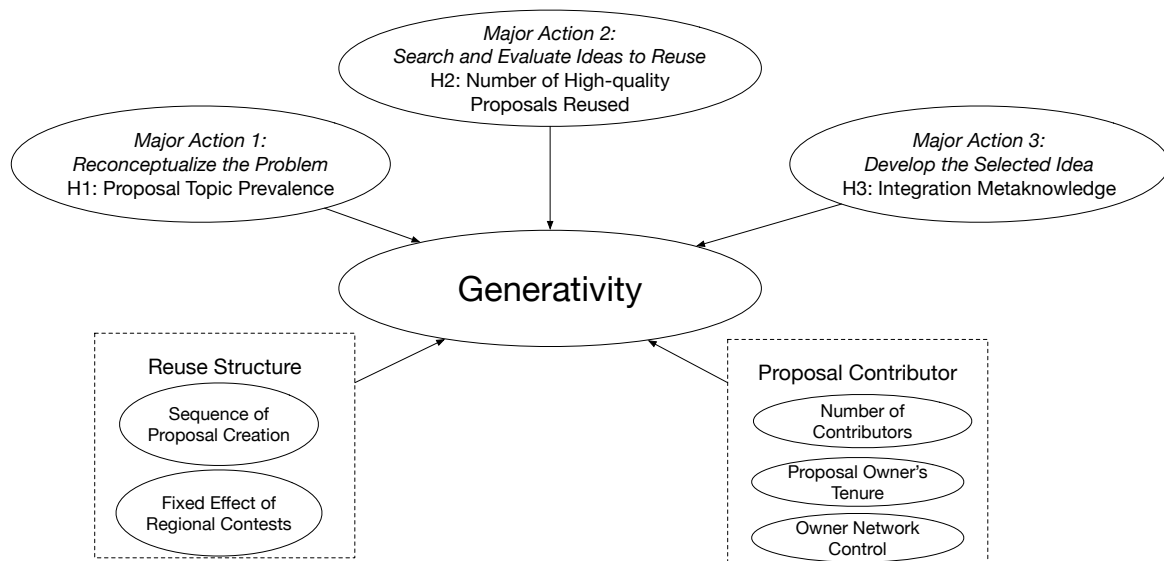 Major Action 2:
Search and Evaluate Ideas to Reuse
H2: Number of High-quality
Proposals Reused
Major Action 1:
Reconceptualize the Problem
H1: Proposal Topic Prevalence
Major Action 3:
Develop the Selected Idea
H3: Integration Metaknowledge
Generativity
Reuse Structure
Sequence of
Proposal Creation
Fixed Effect of
Regional Contests
Proposal Contributor
Number of
Contributors
Proposal Owner’s
Tenure
Owner Network
Control